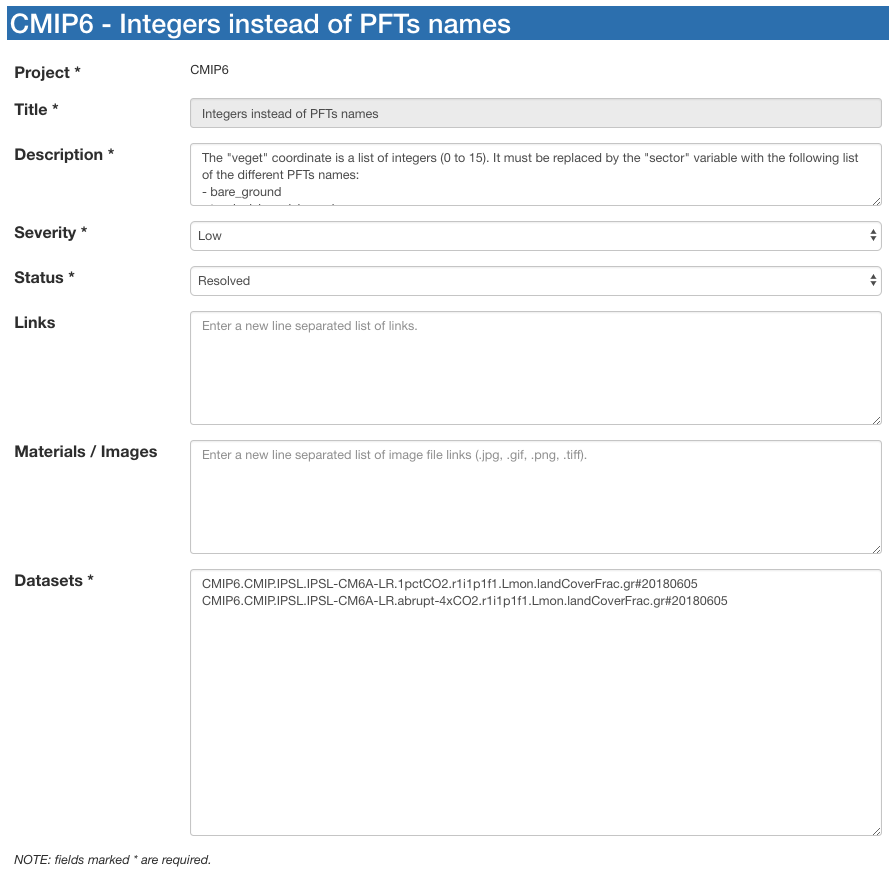 CMIP6 - Integers instead of PFTs names
Project *
CMIP6
Title *
Integers instead of PFTs names
Description *
The "veget" coordinate is a list of integers (0 to 15). It must be replaced by the "sector" variable with the following list
of the different PFTs names:
- bare_ground
Severity *
Low
Status *
Resolved
Links
Enter a new line separated list of links.
Materials / Images
Enter a new line separated list of image file links (.jpg, .gif, .png, .tiff).
Datasets *
CMIP6.CMIP.IPSL.IPSL-CM6A-LR.1pctCO2.r1i1p1f1.Lmon.landCoverFrac.gr#20180605
CMIP6.CMIP.IPSL.IPSL-CM6A-LR.abrupt-4xCO2.r1i1p1f1.Lmon.landCoverFrac.gr#20180605
NOTE: fields marked * are required.